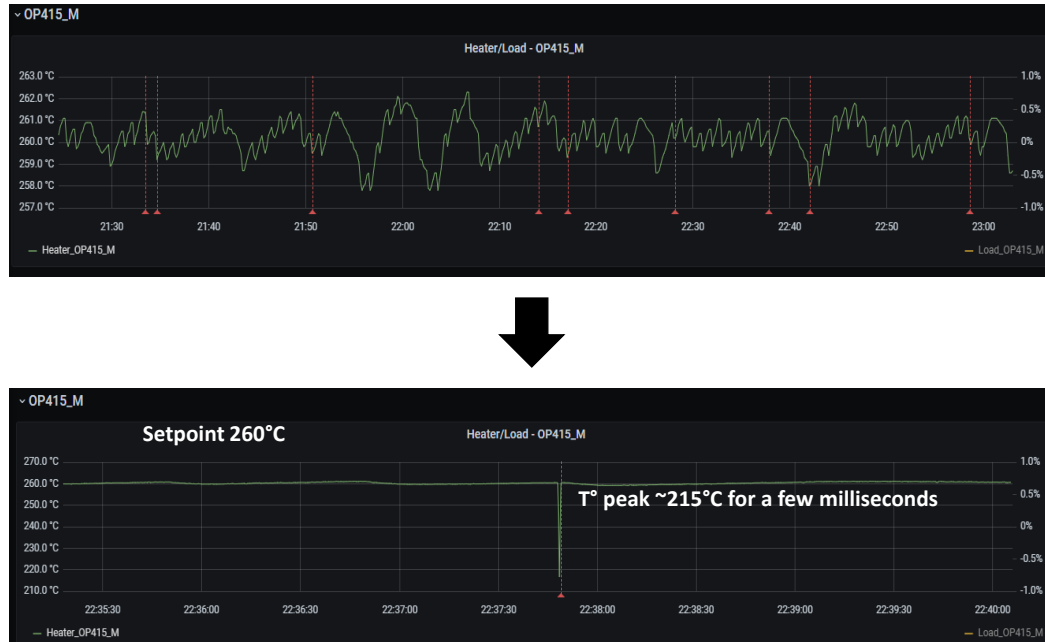 OP415_M
Heater/Load - OP415_M
263.0 °C
262.0 °C
261.0 °C
260.0 °C
259.0 °C
258.0 °C
257.0 °C
1.0%
0.5%
0%
-0.5%
-1.0%
21:30 21:40 21:50 22:00 22:10 22:20 22:30 22:40 22:50 23:00
Heater_OP415_M Load_OP415_M
OP415_M
Setpoint 260°C
Heater/Load - OP415_M
270.0 °C
260.0 °C
250.0 °C
240.0 °C
230.0 °C
220.0 °C
210.0 °C
T° peak ~215°C for a few milliseconds
1.0%
0.5%
0%
-0.5%
-1.0%
22:35:30 22:36:00 22:36:30 22:37:00 22:37:30 22:38:00 22:38:30 22:39:00 22:39:30 22:40:00
Heater_OP415_M Load_OP415_M